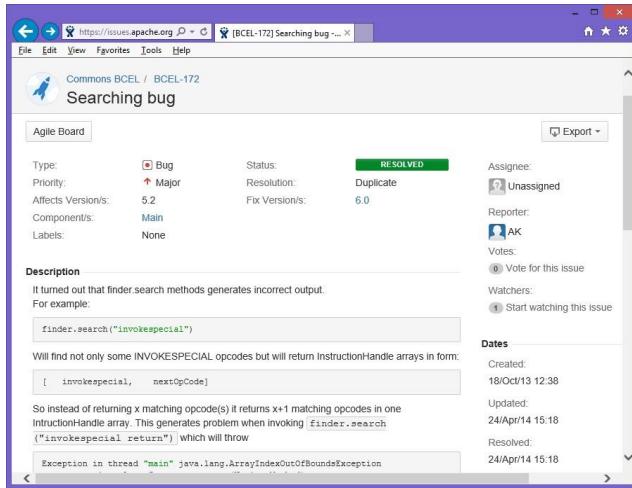 https://issues.apache.org
[BCEL-172] Searching bug -...
File Edit View Favorites Tools Help
Commons BCEL / BCEL-172
Searching bug
Agile Board
Export
Type: Bug
Priority: Major
Affects Version/s: 5.2
Component/s: Main
Labels: None
Status: RESOLVED
Resolution: Duplicate
Fix Version/s: 6.0
Description
It turned out that finder.search methods generates incorrect output.
For example:
finder.search("invokespecial")
Will find not only some INVOKESPECIAL opcodes but will return InstructionHandle arrays in form:
[ invokespecial, nextOpCode]
So instead of returning x matching opcode(s) it returns x+1 matching opcodes in one
IntructionHandle array. This generates problem when invoking finder.search
("invokespecial return") which will throw
Exception in thread "main" java.lang.ArrayIndexOutOfBoundsException
Assignee:
Unassigned
Reporter:
AK
Votes:
0 Vote for this issue
Watchers:
1 Start watching this issue
Dates
Created:
18/Oct/13 12:38
Updated:
24/Apr/14 15:18
Resolved:
24/Apr/14 15:18